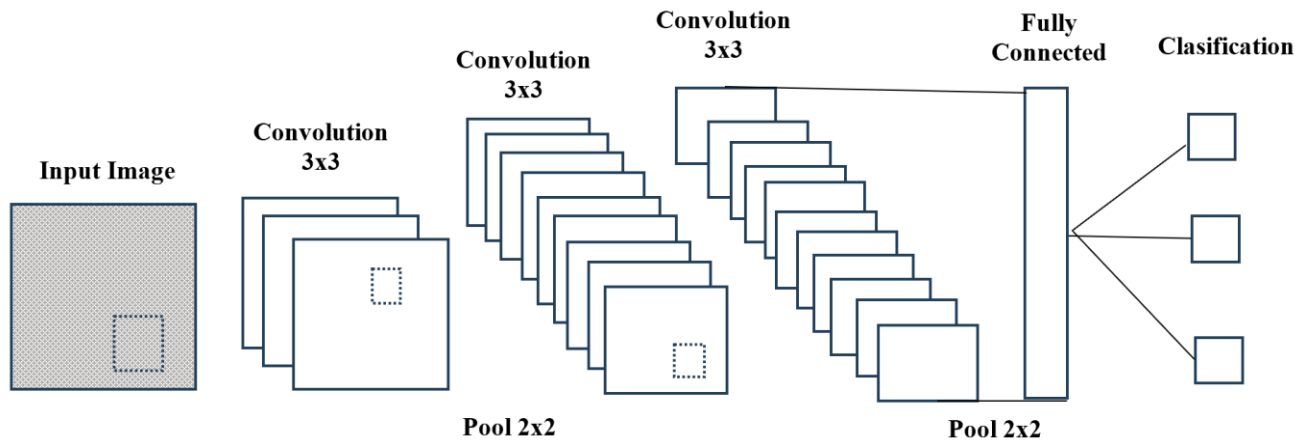 Input Image
Convolution
3x3
Convolution
3x3
Convolution
3x3
Fully
Connected
Clasification
Pool 2x2
Pool 2x2